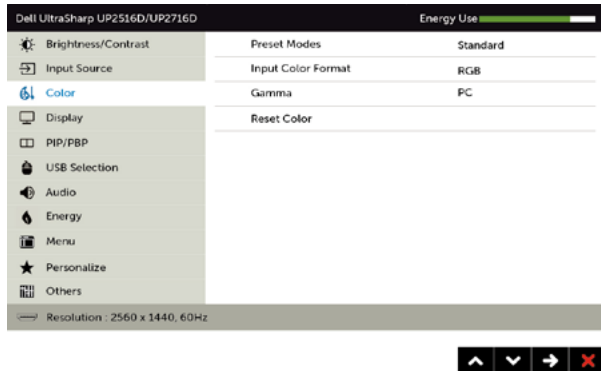 Dell UltraSharp UP2516D/UP2716D Energy Use
Brightness/Contrast Preset Modes Standard
Input Source Input Color Format RGB
Color Gamma PC
Display Reset Color
PIP/PBP
USB Selection
Audio
Energy
Menu
Personalize
Others
Resolution : 2560 x 1440, 60Hz